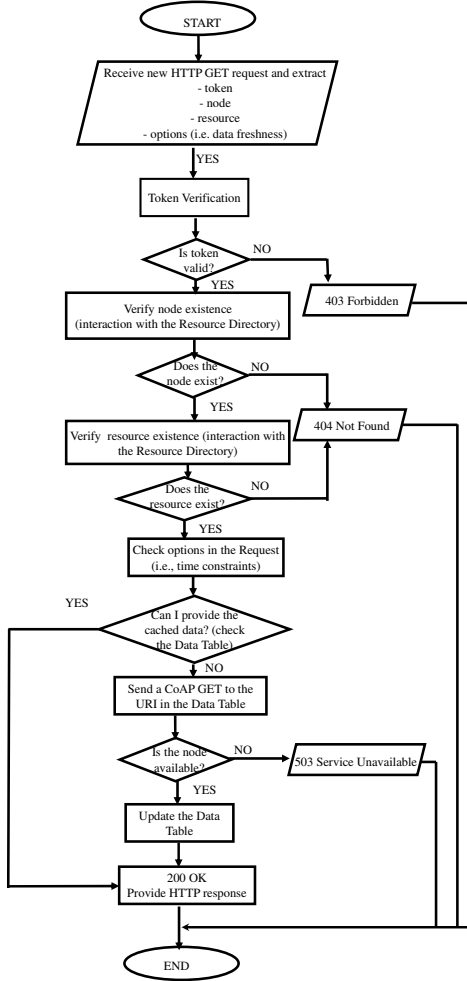 START
Receive new HTTP GET request and extract
- token
- node
- resource
- options (i.e. data freshness)
YES
Token Verification
Is token
valid?
NO
YES
403 Forbidden
Verify node existence
(interaction with the Resource Directory)
Does the
node exist?
NO
YES
404 Not Found
Verify resource existence (interaction with
the Resource Directory)
Does the
resource exist?
NO
YES
Check options in the Request
(i.e., time constraints)
YES
Can I provide the
cached data? (check
the Data Table)
NO
Send a CoAP GET to the
URI in the Data Table
Is the node
available?
NO
503 Service Unavailable
YES
Update the Data
Table
200 OK
Provide HTTP response
END